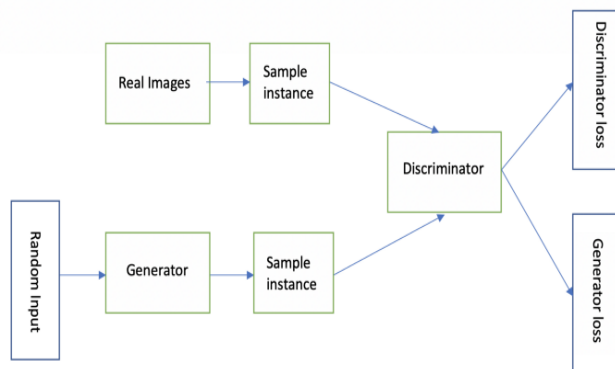 Real Images
Sample
instance
Discriminator loss
Discriminator
Random Input
Generator
Sample
instance
Generator loss